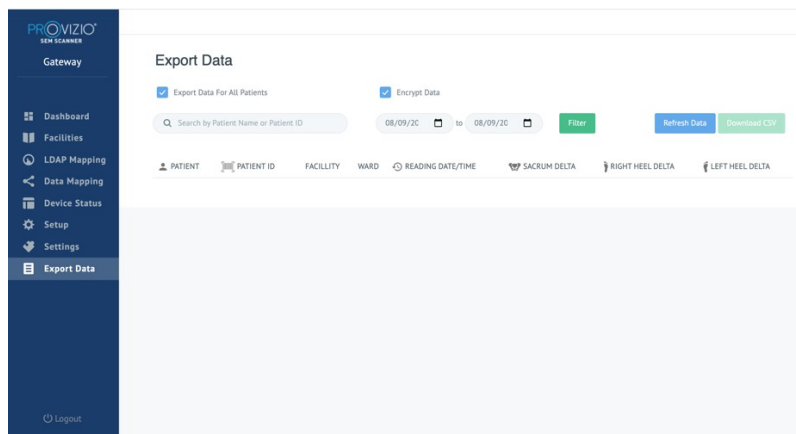 PROVIZIO®
SEM SCANNER
Gateway
Dashboard
Facilities
LDAP Mapping
Data Mapping
Device Status
Setup
Settings
Export Data
Logout
Export Data
Export Data For All Patients Encrypt Data
Search by Patient Name or Patient ID 08/09/20 to 08/09/20 Filter Refresh Data Download CSV
PATIENT PATIENT ID FACILLITY WARD READING DATE/TIME SACRUM DELTA RIGHT HEEL DELTA LEFT HEEL DELTA